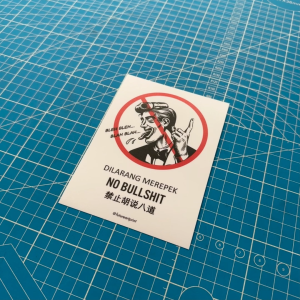 BLAH BLAH...
BLAH BLAH...
DILARANG MEREPEK
NO BULLSHIT
禁止胡说八道